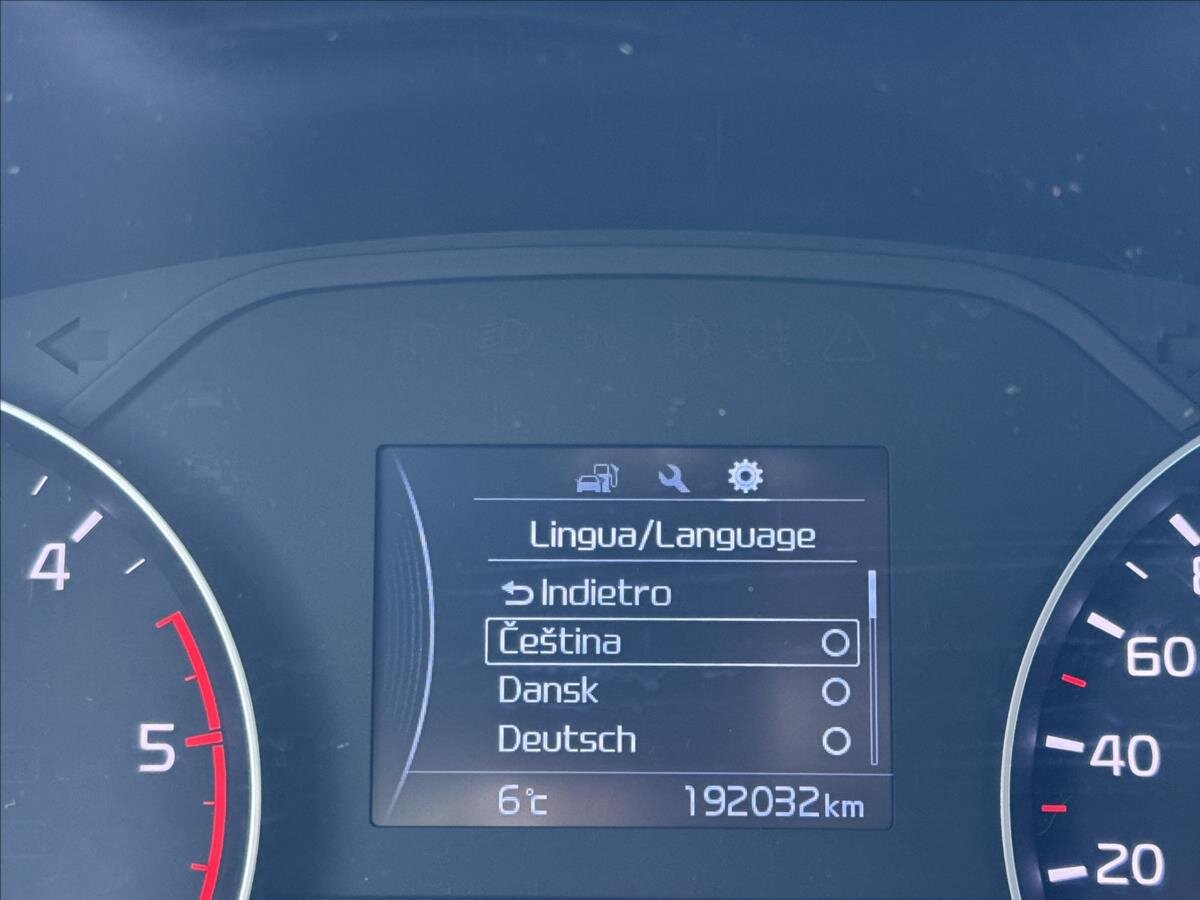 Lingua/Language
Indietro
Čeština
Dansk
Deutsch
6°c 192032km
4
5
60
40
20